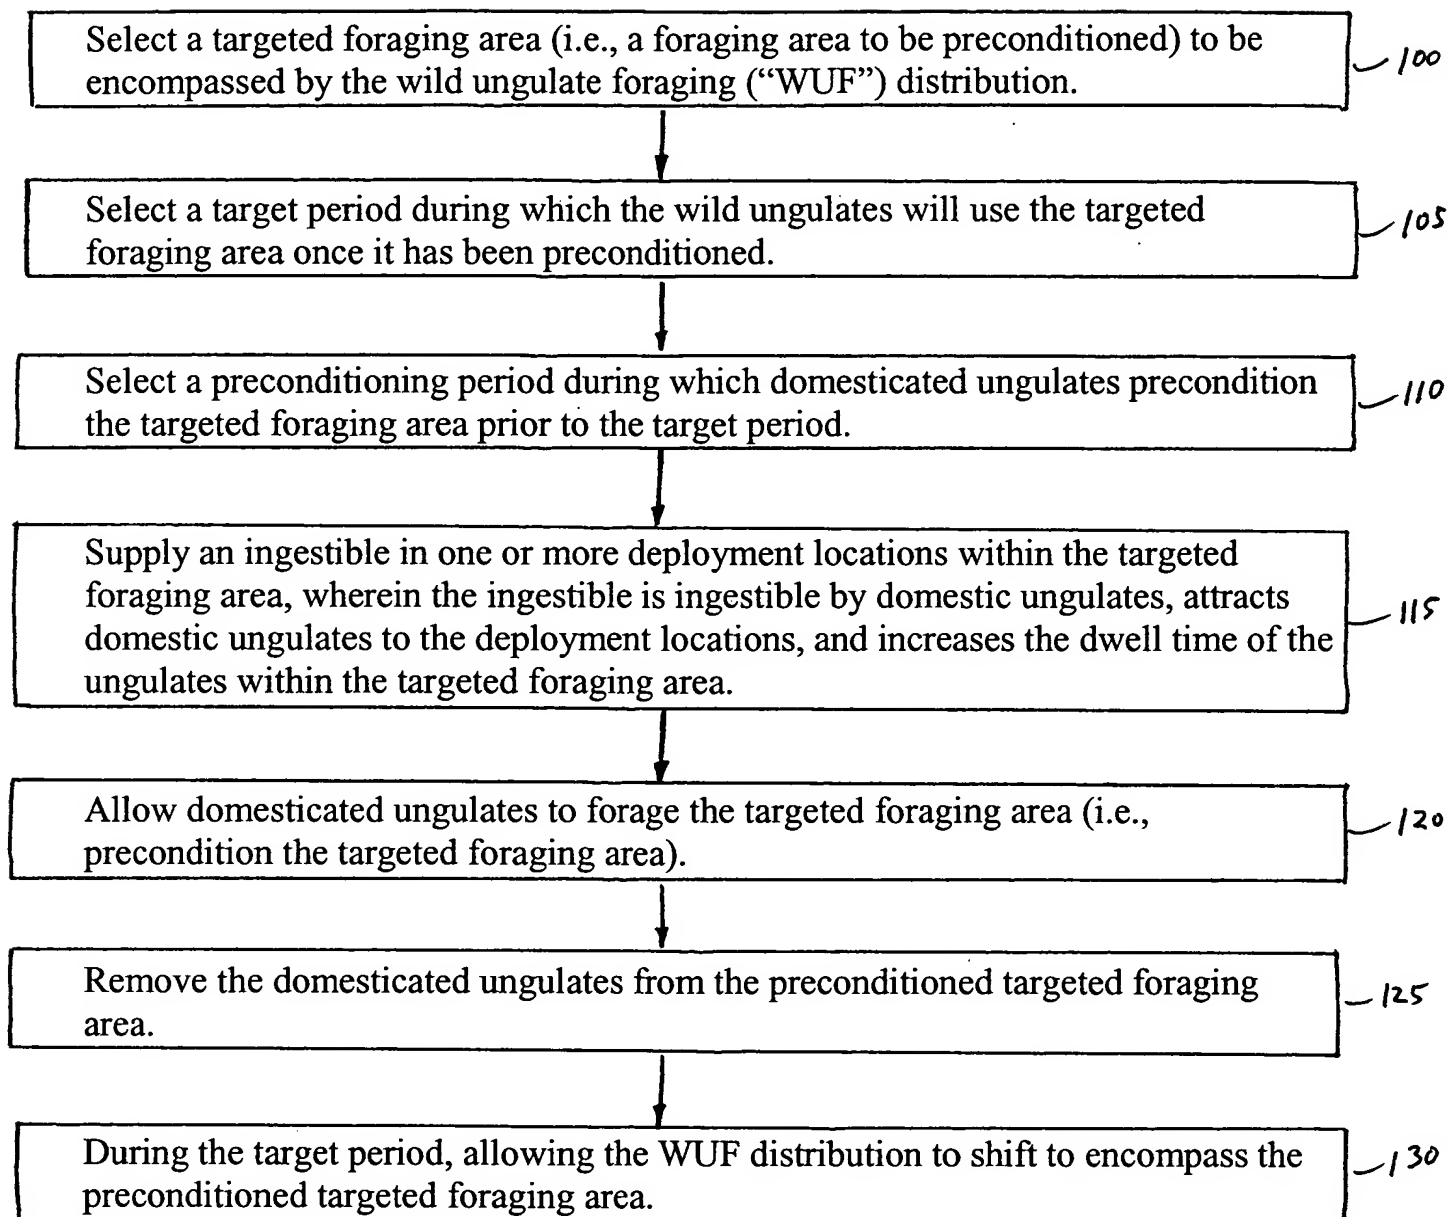 Select a targeted foraging area (i.e., a foraging area to be preconditioned) to be
encompassed by the wild ungulate foraging (“WUF”) distribution.
100
Select a target period during which the wild ungulates will use the targeted
foraging area once it has been preconditioned.
105
Select a preconditioning period during which domesticated ungulates precondition
the targeted foraging area prior to the target period.
110
Supply an ingestible in one or more deployment locations within the targeted
foraging area, wherein the ingestible is ingestible by domestic ungulates, attracts
domestic ungulates to the deployment locations, and increases the dwell time of the
ungulates within the targeted foraging area.
115
Allow domesticated ungulates to forage the targeted foraging area (i.e.,
precondition the targeted foraging area).
120
Remove the domesticated ungulates from the preconditioned targeted foraging
area.
125
During the target period, allowing the WUF distribution to shift to encompass the
preconditioned targeted foraging area.
130